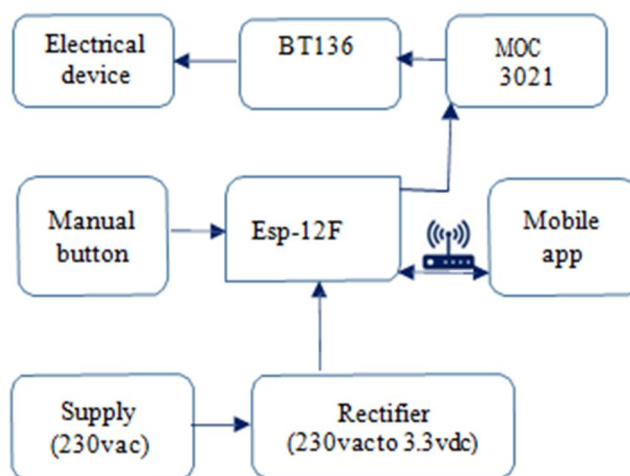 Electrical
device
BT136
MOC
3021
Manual
button
Esp-12F
Mobile
app
Supply
(230vac)
Rectifier
(230vacto 3.3vdc)